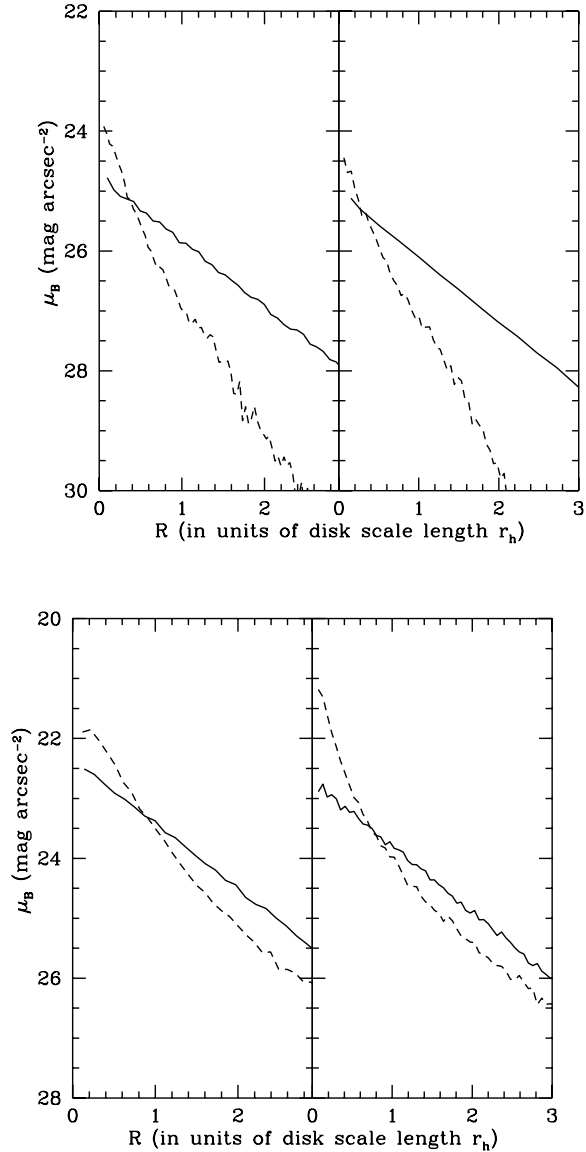 22
24
26
28
30
μB (mag arcsec−2)
0 1 2 0 1 2 3
R (in units of disk scale length rh)
20
22
24
26
28
μB (mag arcsec−2)
0 1 2 0 1 2 3
R (in units of disk scale length rh)